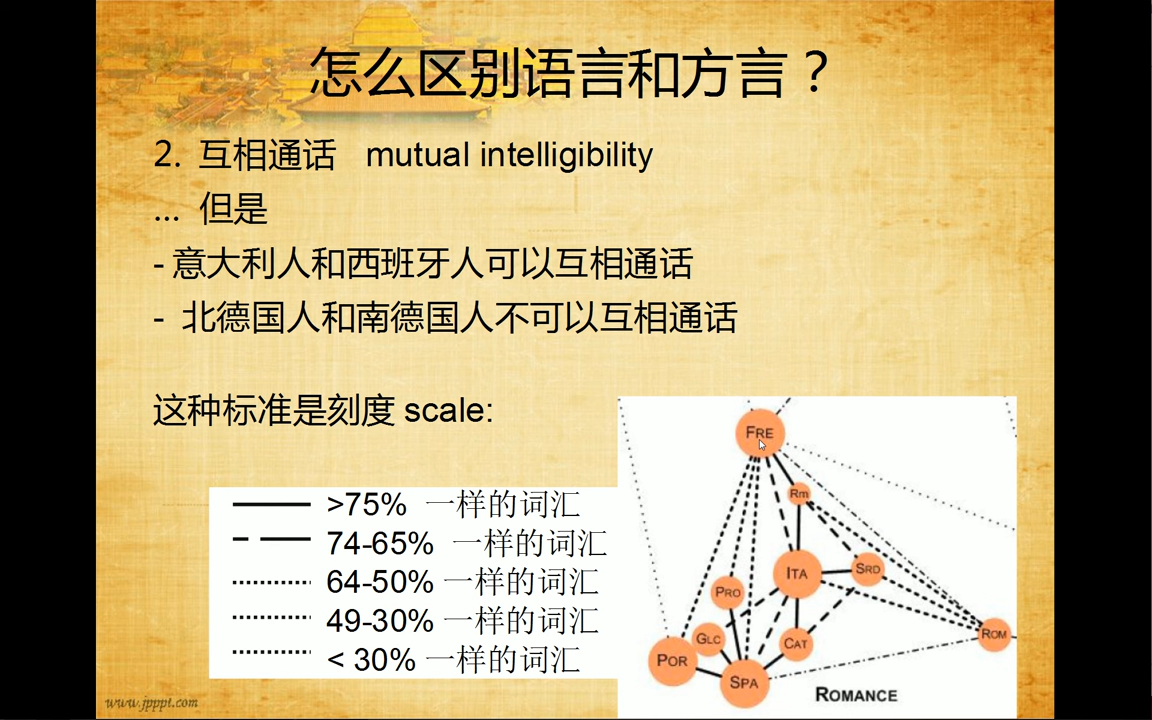 怎么区别语言和方言？
2. 互相通话 mutual intelligibility
... 但是
- 意大利人和西班牙人可以互相通话
- 北德国人和南德国人不可以互相通话
这种标准是刻度 scale:
>75% 一样的词汇
74-65% 一样的词汇
64-50% 一样的词汇
49-30% 一样的词汇
< 30% 一样的词汇
FRE
Rm
ITA
SRD
PRO
GLC
CAT
ROM
POR
SPA
ROMANCE
www.jpppt.com